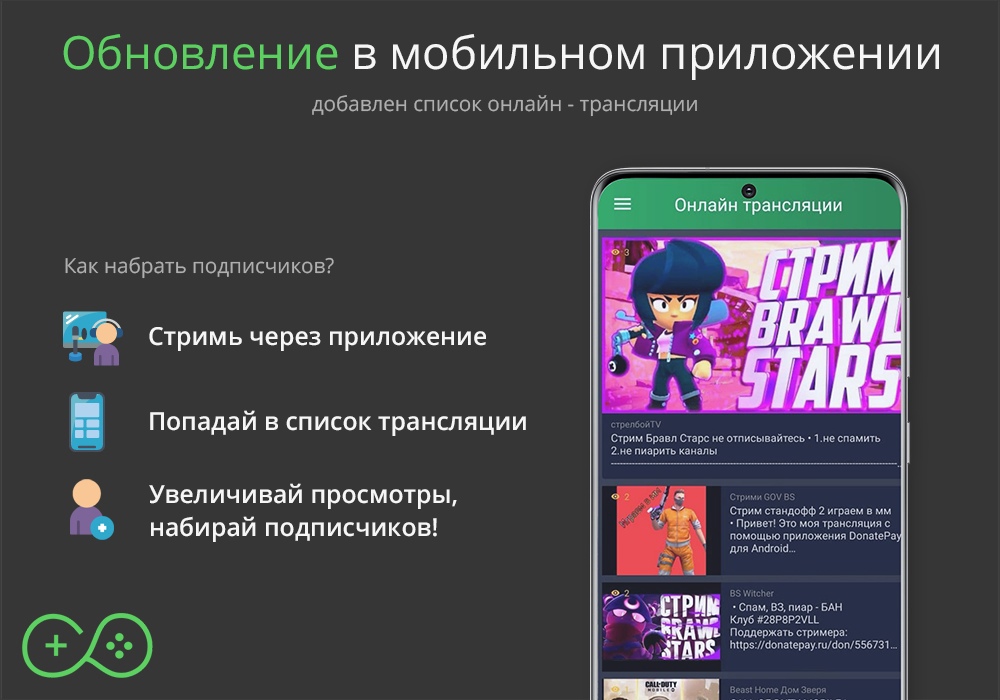 Обновление в мобильном приложении
добавлен список онлайн - трансляции
Как набрать подписчиков?
Стримь через приложение
Попадай в список трансляции
Увеличивай просмотры,
набирай подписчиков!
Онлайн трансляции
3
СТРИМ
BRAWL
STARS
стрелбойTV
Стрим Бравл Старс не отписывайтесь • 1.не спамить
2.не пиарить каналы
2
Стрими GOV BS
Стрим стандофф 2 играем в мм
• Привет! Это моя трансляция с
помощью приложения DonatePay
для Android...
2
СТРИМ
BRAWL
STARS
BS Witcher
• Спам, ВЗ, пиар - БАН
Клуб #28P8P2VLL
Поддержать стримера:
https://donatepay.ru/don/556731...
CALL·DUTY
MOBILE
Beast Home Дом Зверя